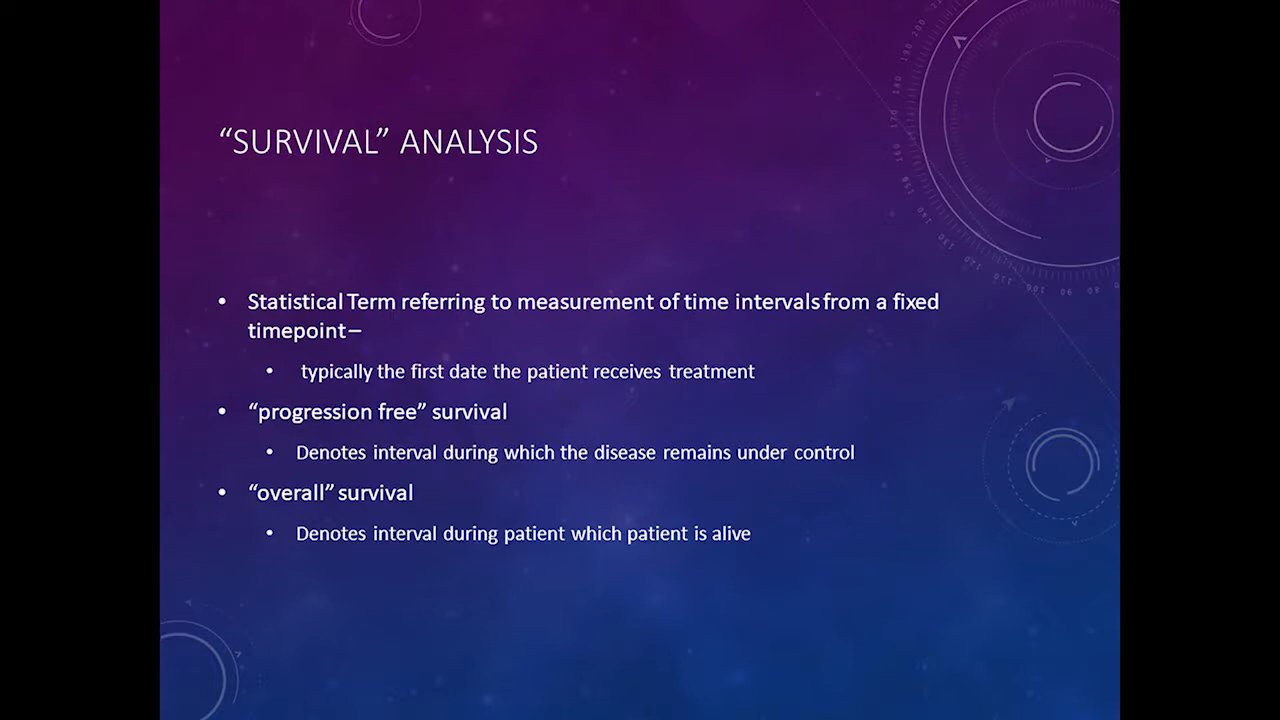 “SURVIVAL” ANALYSIS
• Statistical Term referring to measurement of time intervals from a fixed
timepoint –
• typically the first date the patient receives treatment
• “progression free” survival
• Denotes interval during which the disease remains under control
• “overall” survival
• Denotes interval during patient which patient is alive